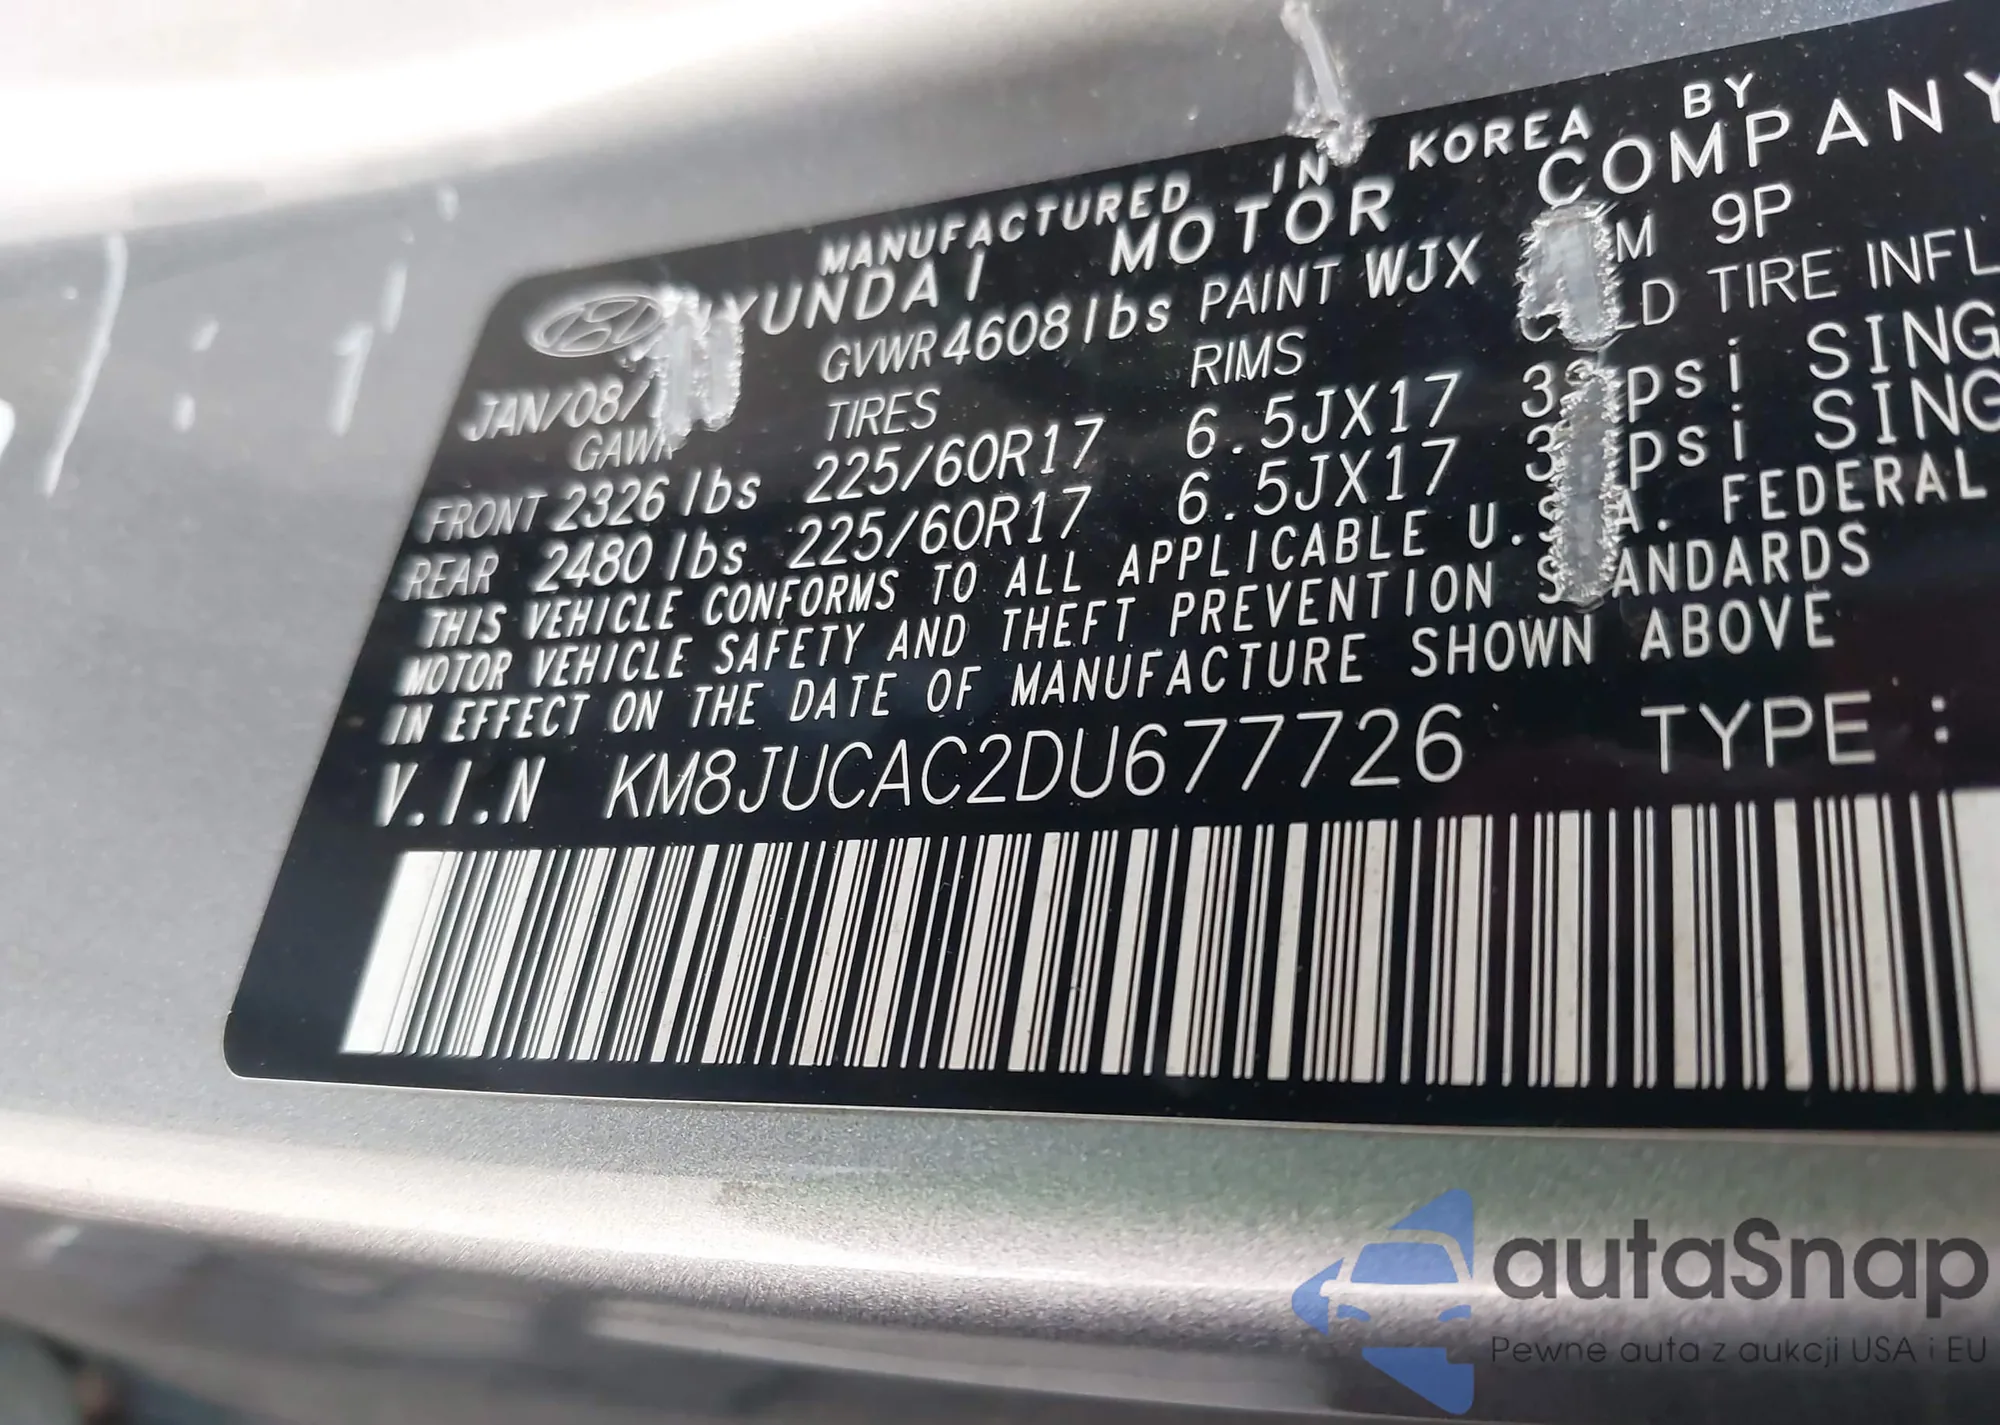 MANUFACTURED IN KOREA BY
HYUNDAI MOTOR COMPANY
JAN/08/ GVWR 4608 lbs PAINT WJX 9P
GAWR TIRES RIMS COLD TIRE INFL
FRONT 2326 lbs 225/60R17 6.5JX17 psi SING
REAR 2480 lbs 225/60R17 6.5JX17 psi SING
THIS VEHICLE CONFORMS TO ALL APPLICABLE U.S.A. FEDERAL
MOTOR VEHICLE SAFETY AND THEFT PREVENTION STANDARDS
IN EFFECT ON THE DATE OF MANUFACTURE SHOWN ABOVE
V.I.N KM8JUCAC2DU677726 TYPE :
autaSnap
Pewne auta z aukcji USA i EU